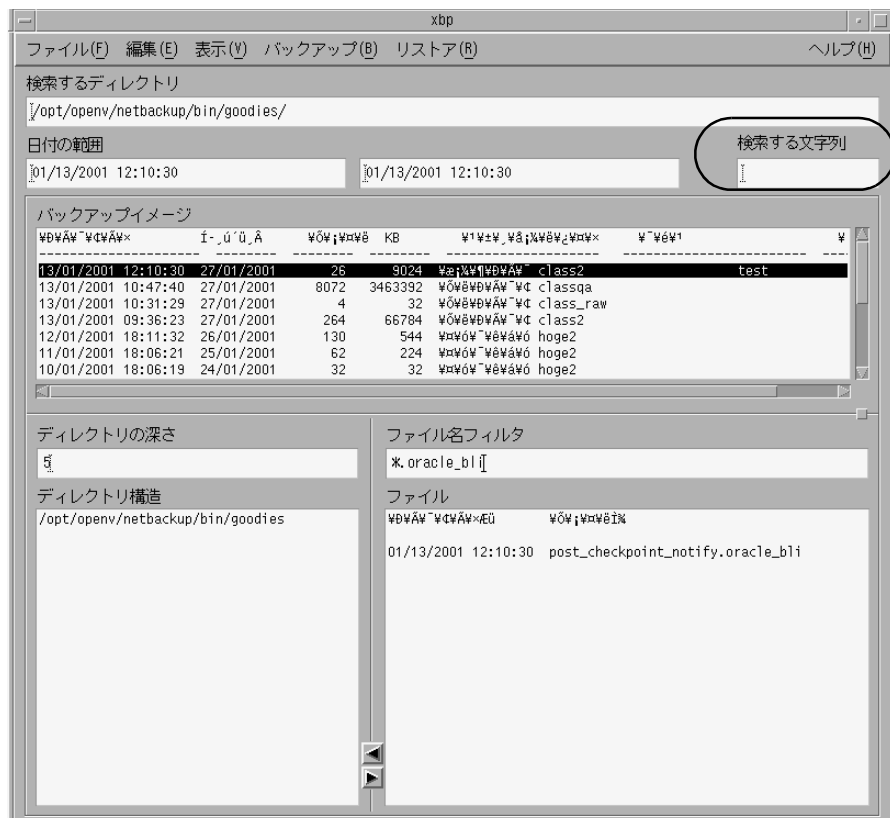 xbp
ファイル(F) 編集(E) 表示(V) バックアップ(B) リストア(R) ヘルプ(H)
検索するディレクトリ
/opt/openv/netbackup/bin/goodies/
日付の範囲 検索する文字列
01/13/2001 12:10:30 01/13/2001 12:10:30
バックアップイメージ
¥Ð¥Ã¥¯¥¢¥Ã¥× Í­¸ú´ü¸Â ¥Õ¥¡¥¤¥ë KB ¥¹¥±¥¸¥å¡¼¥ë¥¿¥¤¥× ¥¯¥é¥¹ ¥
13/01/2001 12:10:30 27/01/2001 26 9024 ¥æ¡¼¥¶¥Ð¥Ã¥¯ class2 test
13/01/2001 10:47:40 27/01/2001 8072 3463392 ¥Õ¥ë¥Ð¥Ã¥¯¥¢ classqa
13/01/2001 10:31:29 27/01/2001 4 32 ¥Õ¥ë¥Ð¥Ã¥¯¥¢ class_raw
13/01/2001 09:36:23 27/01/2001 264 66784 ¥Õ¥ë¥Ð¥Ã¥¯¥¢ class2
12/01/2001 18:11:32 26/01/2001 130 544 ¥¤¥ó¥¯¥ê¥á¥ó hoge2
11/01/2001 18:06:21 25/01/2001 62 224 ¥¤¥ó¥¯¥ê¥á¥ó hoge2
10/01/2001 18:06:19 24/01/2001 32 32 ¥¤¥ó¥¯¥ê¥á¥ó hoge2
ディレクトリの深さ ファイル名フィルタ
5 *.oracle_bli
ディレクトリ構造 ファイル
/opt/openv/netbackup/bin/goodies ¥Ð¥Ã¥¯¥¢¥Ã¥×Æü ¥Õ¥¡¥¤¥ëÌ¾
01/13/2001 12:10:30 post_checkpoint_notify.oracle_bli